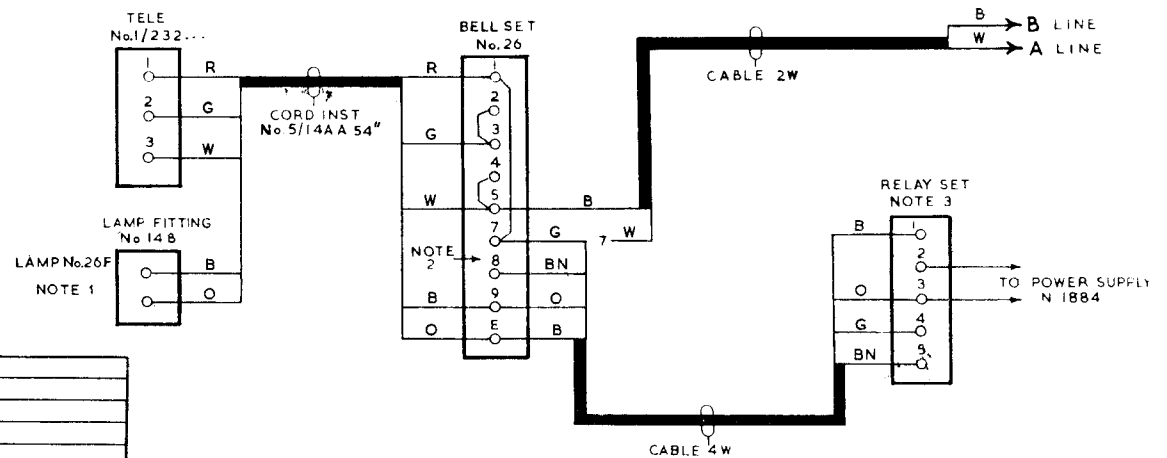 TELE
No.1/232...
1
2
3
R
G
W
LAMP FITTING
No 14B
LAMP No.26F
NOTE 1
B
O
CORD INST
No.5/14AA 54"
BELL SET
No.26
R
G
W
B
O
1
2
3
4
5
7
8
9
E
NOTE
2
B
G
7 W
BN
O
B
CABLE 2W
B B LINE
W A LINE
RELAY SET
NOTE 3
B
O
G
BN
1
2
3
4
5
TO POWER SUPPLY
N 1884
CABLE 4W